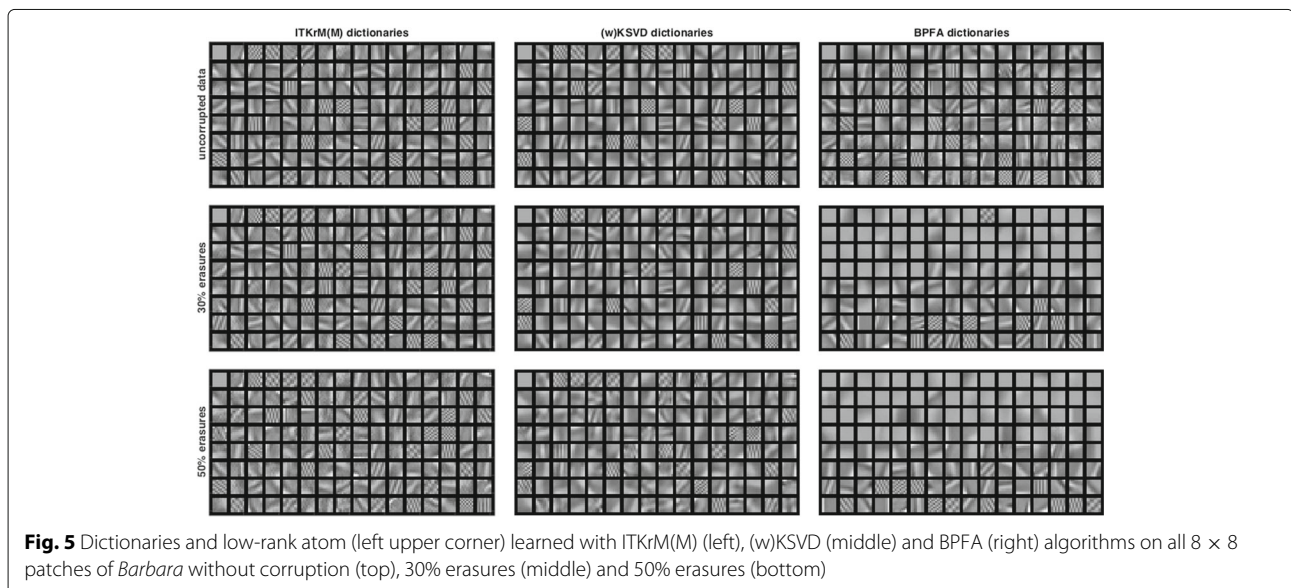 ITKrM(M) dictionaries
(w)KSVD dictionaries
BPFA dictionaries
uncorrupted data
30% erasures
50% erasures
Fig. 5 Dictionaries and low-rank atom (left upper corner) learned with ITKrM(M) (left), (w)KSVD (middle) and BPFA (right) algorithms on all 8 × 8
patches of Barbara without corruption (top), 30% erasures (middle) and 50% erasures (bottom)